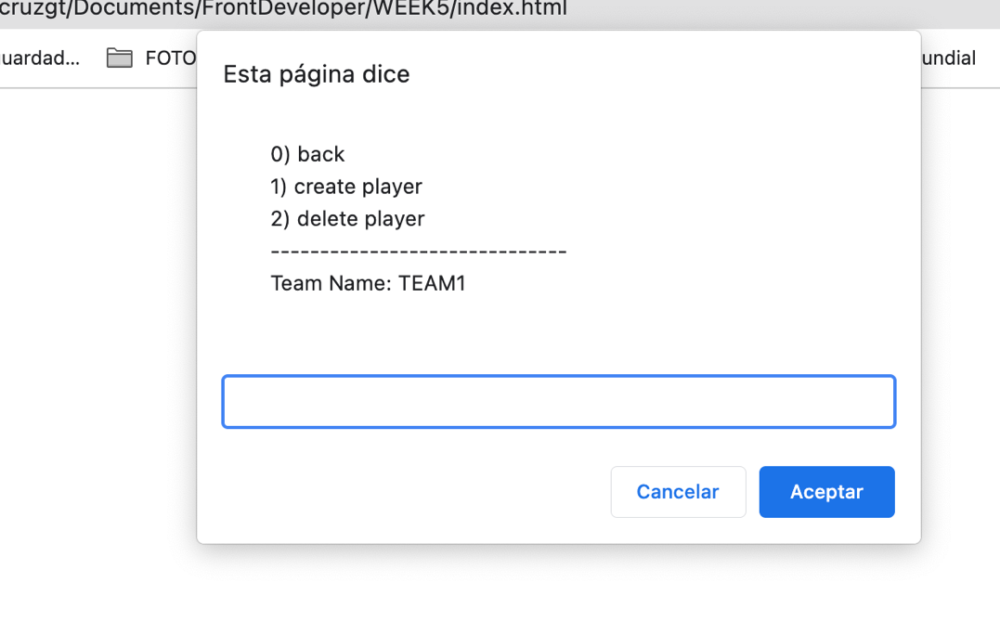 cruzgt/Documents/FrontDeveloper/WEEK5/index.html
uardad... FOTO undial
Esta página dice
0) back
1) create player
2) delete player
------------------------------
Team Name: TEAM1
Cancelar Aceptar